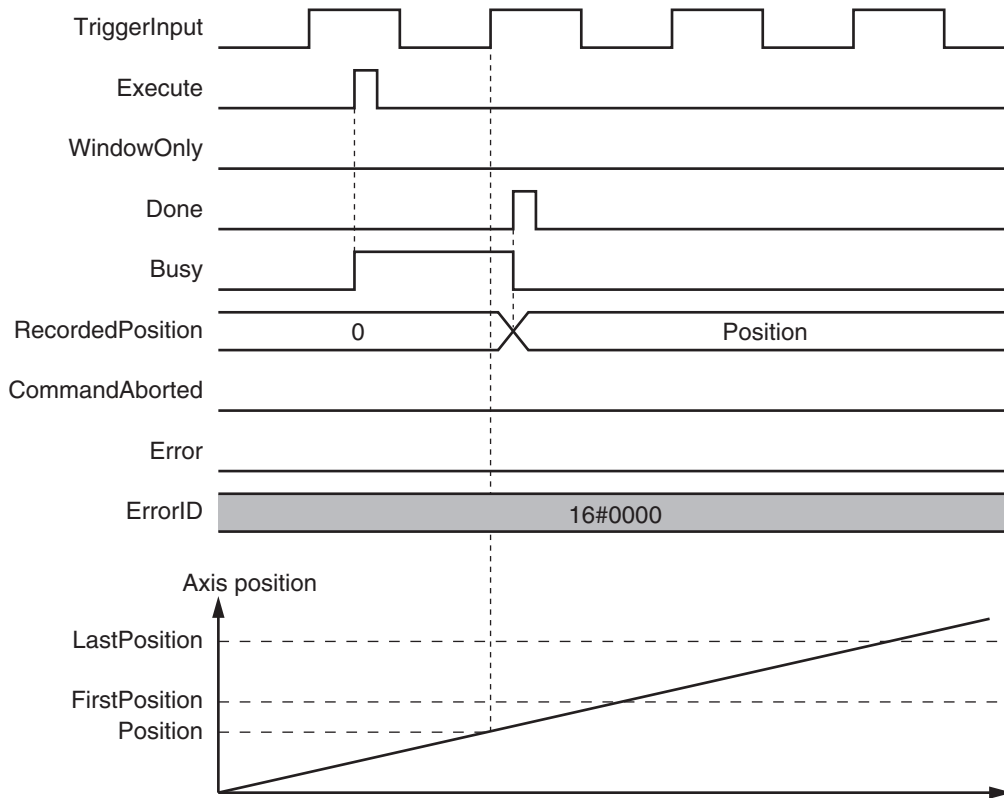 TriggerInput
Execute
WindowOnly
Done
Busy
RecordedPosition
0
Position
CommandAborted
Error
ErrorID
16#0000
Axis position
LastPosition
FirstPosition
Position